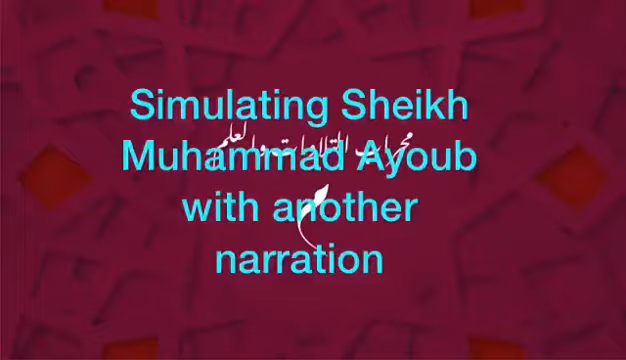 Simulating Sheikh
Muhammad Ayoub
with another
narration